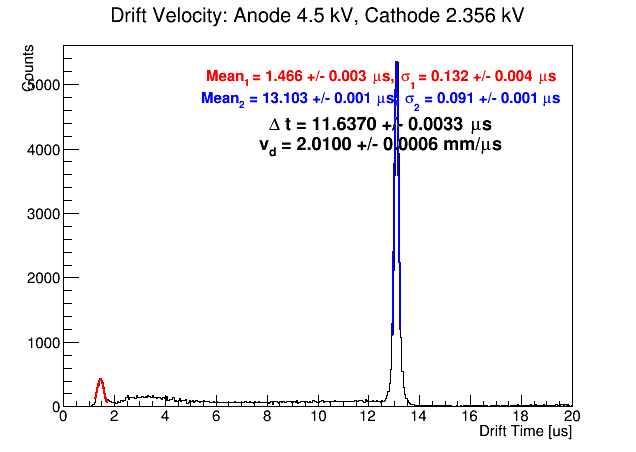 Drift Velocity: Anode 4.5 kV, Cathode 2.356 kV
Counts
Mean1 = 1.466 +/- 0.003 μs, σ1 = 0.132 +/- 0.004 μs
Mean2 = 13.103 +/- 0.001 μs, σ2 = 0.091 +/- 0.001 μs
Δ t = 11.6370 +/- 0.0033 μs
vd = 2.0100 +/- 0.0006 mm/μs
5000
4000
3000
2000
1000
0
0 2 4 6 8 10 12 14 16 18 20
Drift Time [us]